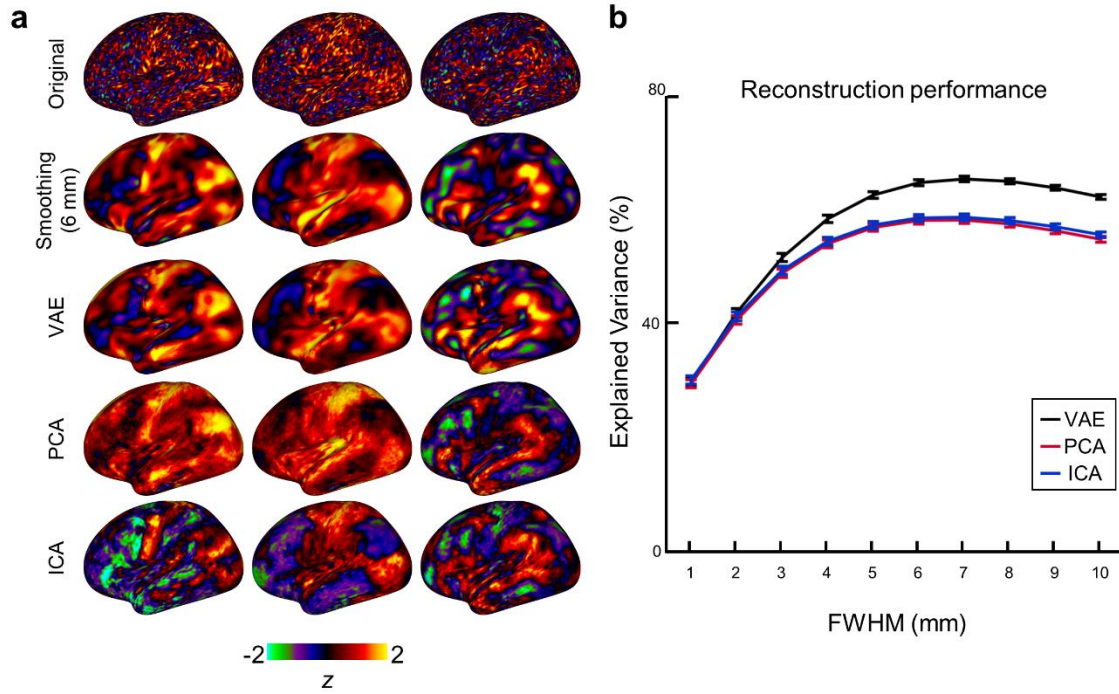 a
Original
Smoothing
(6 mm)
VAE
PCA
ICA
-2
2
z
b
Reconstruction performance
80
40
0
Explained Variance (%)
1 2 3 4 5 6 7 8 9 10
FWHM (mm)
VAE
PCA
ICA